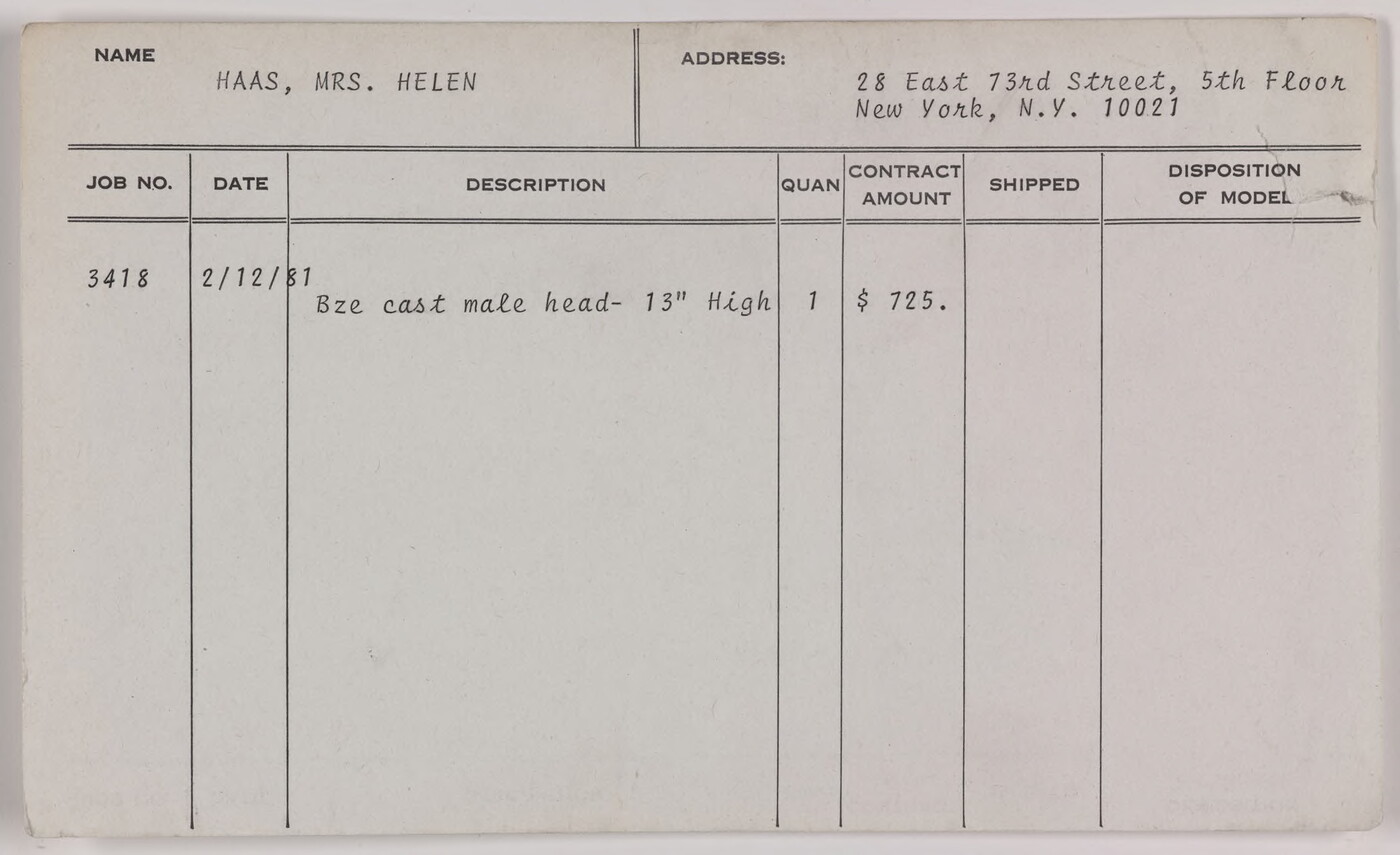 NAME
HAAS, MRS. HELEN
ADDRESS:
28 East 73rd Street, 5th Floor
New York, N.Y. 10021
JOB NO. DATE DESCRIPTION QUAN CONTRACT AMOUNT SHIPPED DISPOSITION OF MODEL
3418 2/12/81
Bze cast male head- 13" High 1 $ 725.